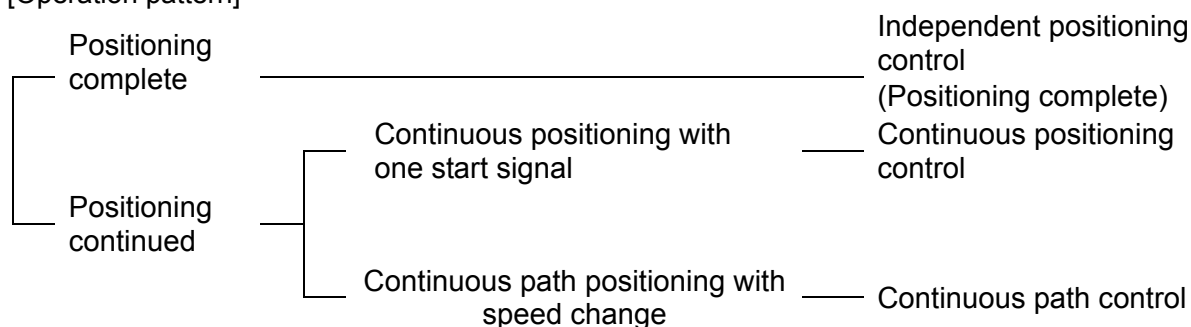 [Operation pattern]
Positioning
complete
Independent positioning
control
(Positioning complete)
Continuous positioning with
one start signal
Continuous positioning
control
Positioning
continued
Continuous path positioning with
speed change
Continuous path control